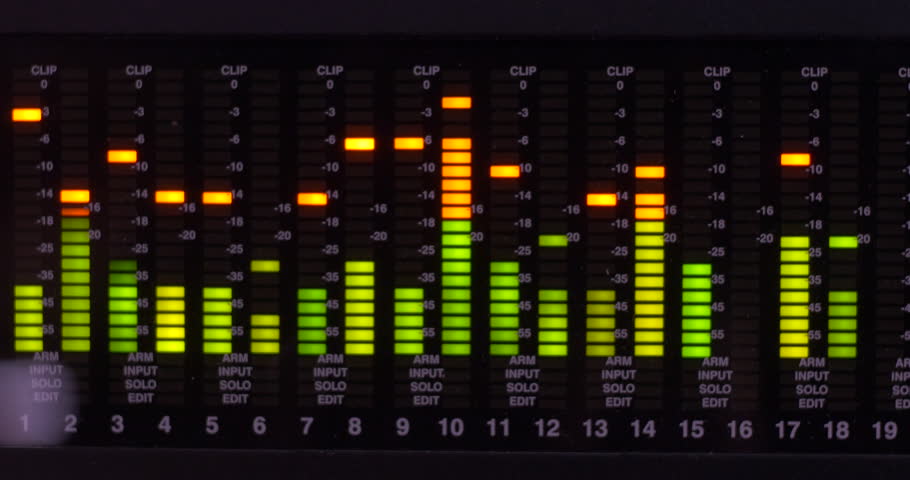 CLIP CLIP CLIP CLIP CLIP CLIP CLIP CLIP CLIP
0 0 0 0 0 0 0 0 0
-3 -3 -3 -3 -3 -3 -3 -3 -3
-6 -6 -6 -6 -6 -6 -6 -6 -6
-10 -10 -10 -10 -10 -10 -10 -10 -10
-14 -14 -14 -14 -14 -14 -14 -14 -14
-16 -16 -16 -16 16 -16 16 -16 -16
-18 -18 -18 -18 -18 -18 -18 -18 -18
20 -20 -20 -20 20 20 20 -20 20
-25 -25 -25 -25 -25 -25 -25 -25 -25
-35 -35 -35 -35 -35 -35 -35 -35 -35
45 45 45 45 45 45 45 45 45
55 55 55 55 55 55 55 55 55
ARM ARM ARM ARM ARM ARM ARM ARM ARM
INPUT INPUT INPUT INPUT INPUT INPUT INPUT INPUT INPUT
SOLO SOLO SOLO SOLO SOLO SOLO SOLO SOLO SOLO
EDIT EDIT EDIT EDIT EDIT EDIT EDIT EDIT EDIT
1 2 3 4 5 6 7 8 9 10 11 12 13 14 15 16 17 18 19